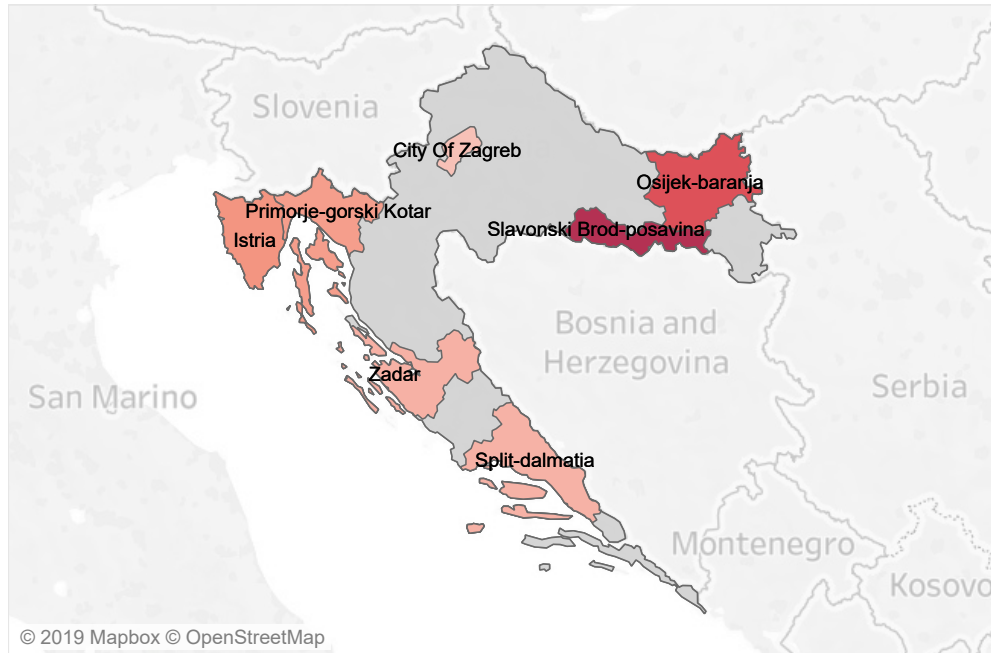 Slovenia
City Of Zagreb
Osijek-baranja
Primorje-gorski Kotar
Slavonski Brod-posavina
Istria
Bosnia and
Herzegovina
Zadar
Serbia
San Marino
Split-dalmatia
Montenegro
Kosovo
© 2019 Mapbox © OpenStreetMap